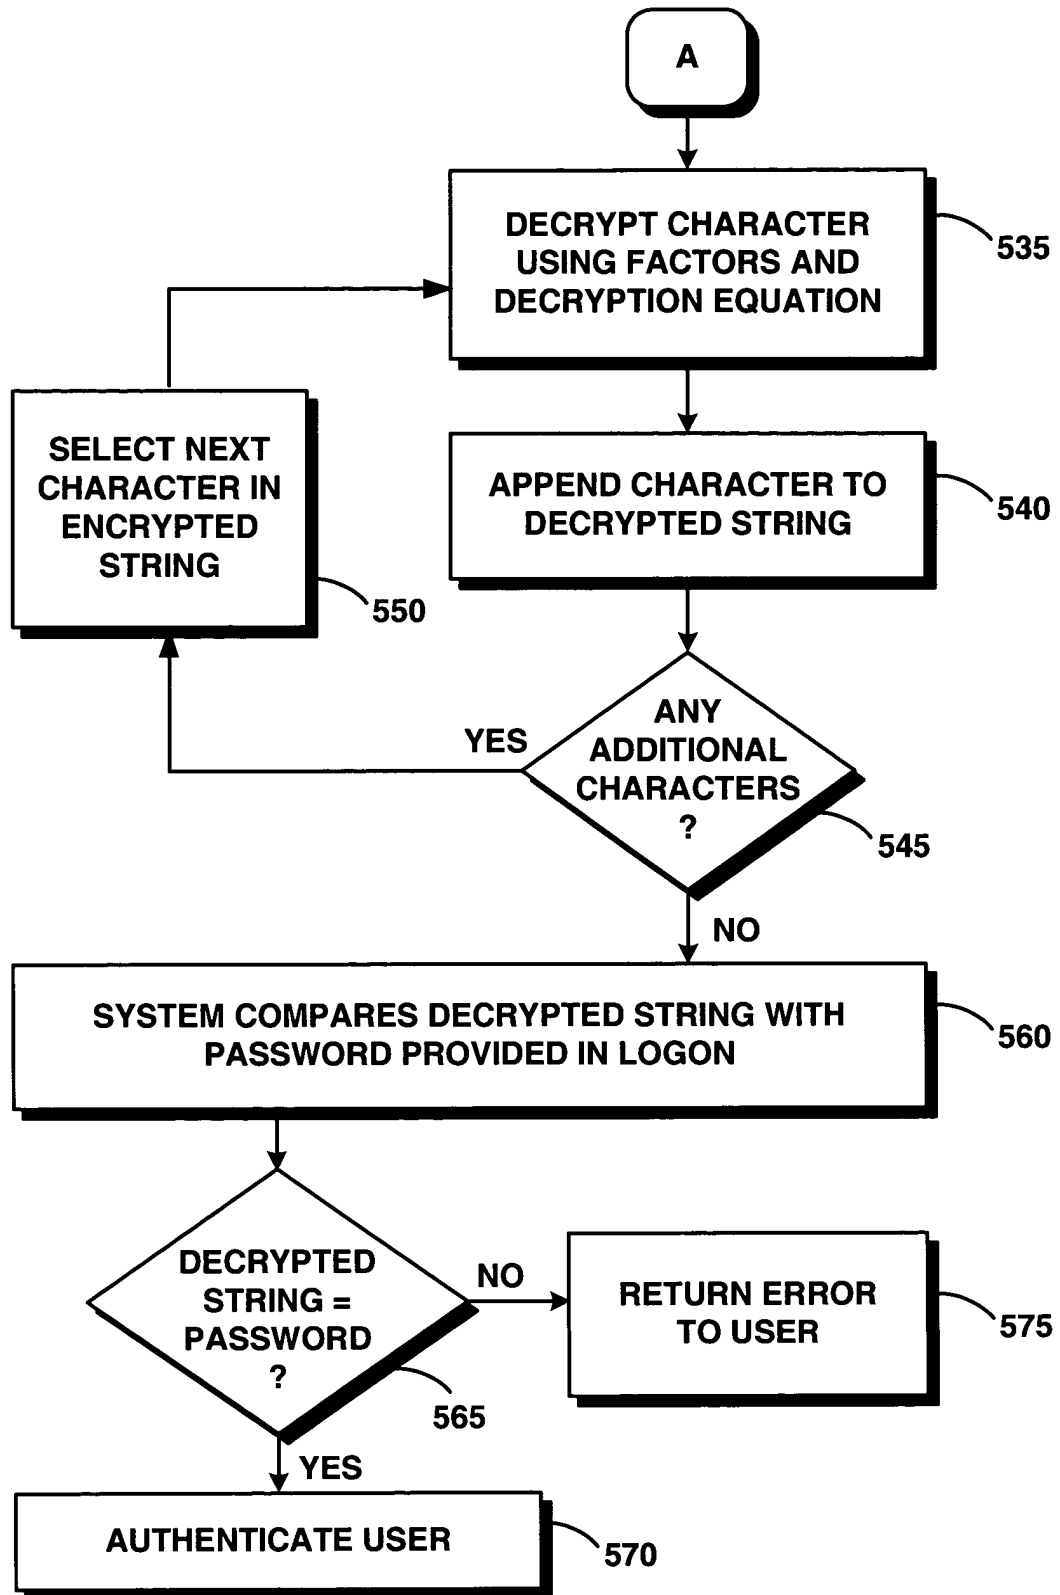 A
DECRYPT CHARACTER
USING FACTORS AND
DECRYPTION EQUATION
535
SELECT NEXT
CHARACTER IN
ENCRYPTED
STRING
550
APPEND CHARACTER TO
DECRYPTED STRING
540
ANY
ADDITIONAL
CHARACTERS
?
YES
545
NO
SYSTEM COMPARES DECRYPTED STRING WITH
PASSWORD PROVIDED IN LOGON
560
DECRYPTED
STRING =
PASSWORD
?
NO
565
RETURN ERROR
TO USER
575
YES
AUTHENTICATE USER
570